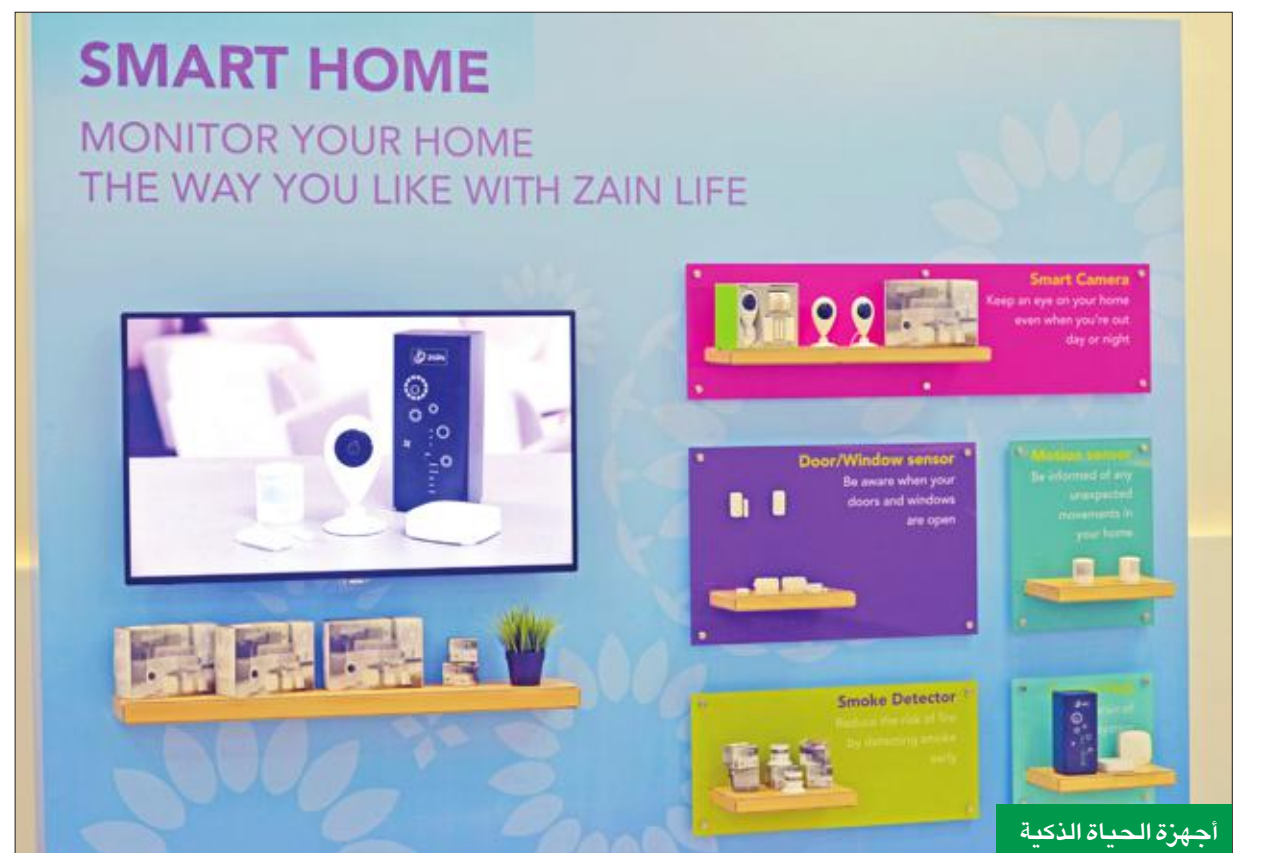 SMART HOME
MONITOR YOUR HOME
THE WAY YOU LIKE WITH ZAIN LIFE
Smart Camera
Keep an eye on your home
even when you're out
day or night
Door/Window sensor
Be aware when your
doors and windows
are open
Motion sensor
Be informed of any
unexpected
movements in
your home
Smoke Detector
Reduce the risk of fire
by detecting smoke
early
أجهزة الحياة الذكية